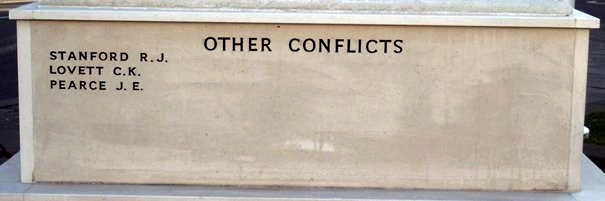 OTHER CONFLICTS
STANFORD R.J.
LOVETT C.K.
PEARCE J.E.